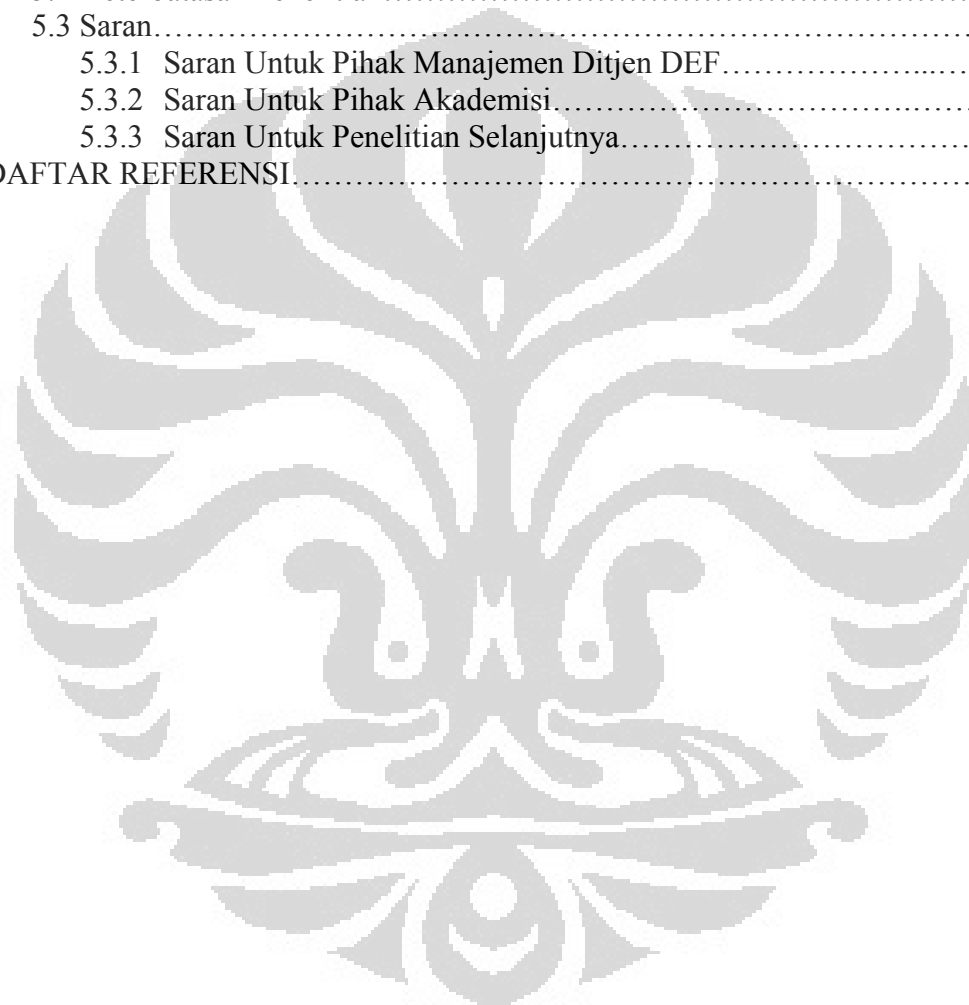 5.3 Saran……………………………………………………………………
5.3.1 Saran Untuk Pihak Manajemen Ditjen DEF………………...…
5.3.2 Saran Untuk Pihak Akademisi………………………….………
5.3.3 Saran Untuk Penelitian Selanjutnya……………………………
DAFTAR REFERENSI……………………………………………………………